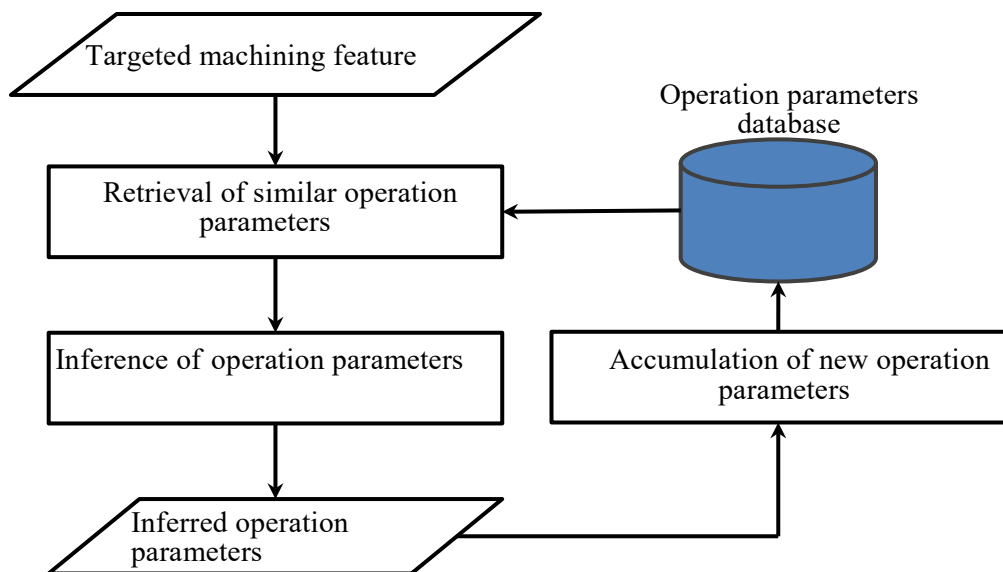 Targeted machining feature
Operation parameters
database
Retrieval of similar operation
parameters
Inference of operation parameters
Accumulation of new operation
parameters
Inferred operation
parameters